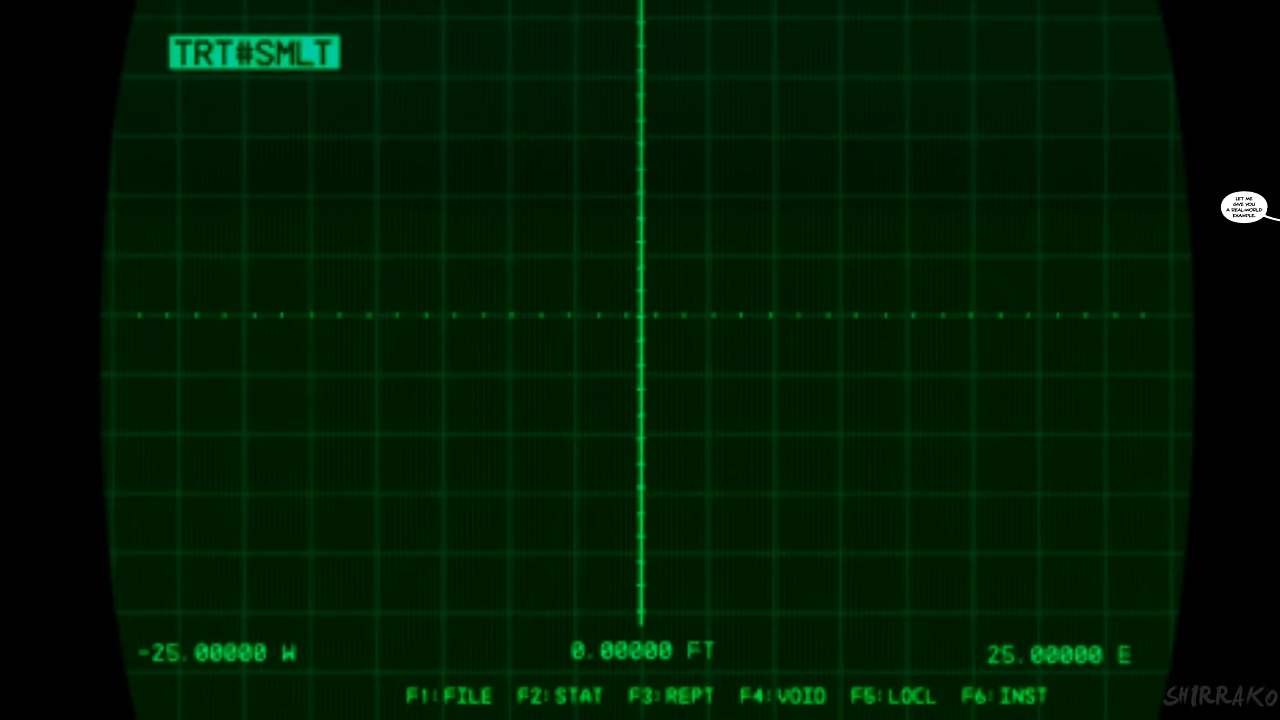 TRT#SMLT
LET ME
GIVE YOU
A REAL-WORLD
EXAMPLE.
-25.00000 W 0.00000 FT 25.00000 E
F1:FILE F2:STAT F3:REPT F4:VOID F5:LOCL F6:INST
SHIRRAKO